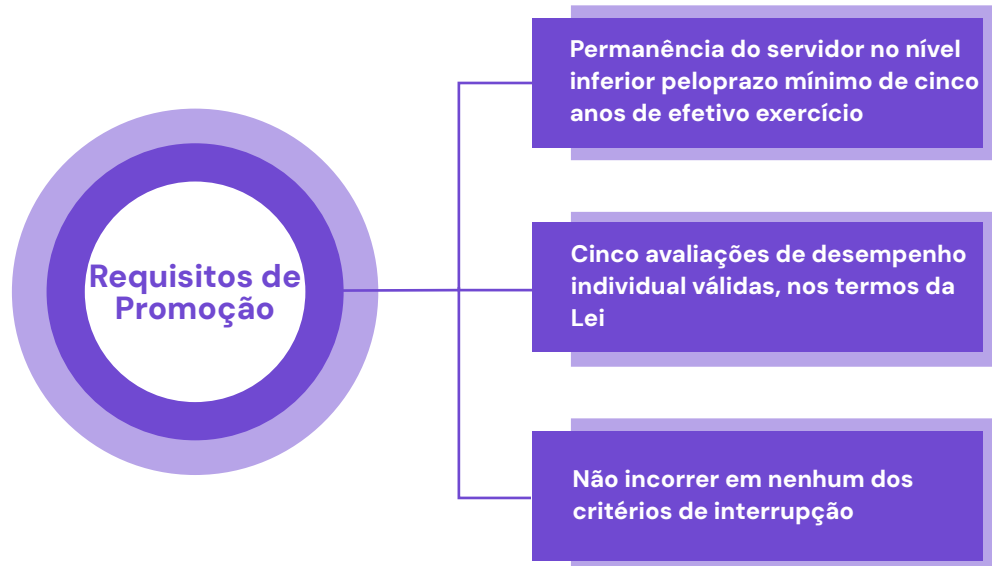 Requisitos de
Promoção
Permanência do servidor no nível
inferior peloprazo mínimo de cinco
anos de efetivo exercício
Cinco avaliações de desempenho
individual válidas, nos termos da
Lei
Não incorrer em nenhum dos
critérios de interrupção